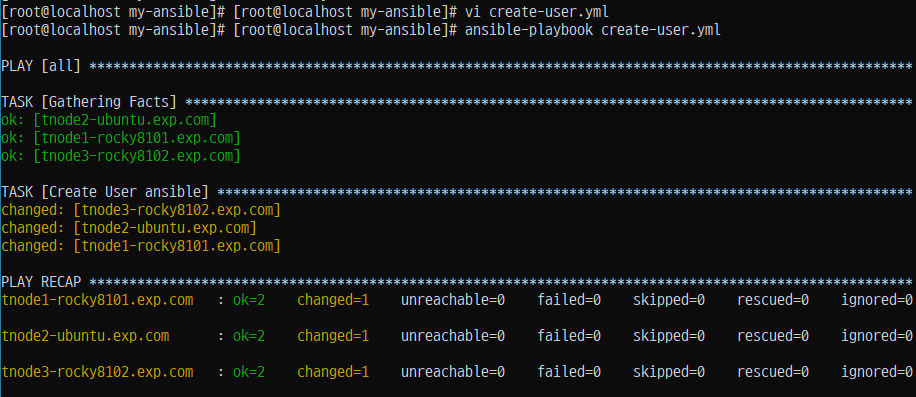 [root@localhost my-ansible]# [root@localhost my-ansible]# vi create-user.yml
[root@localhost my-ansible]# [root@localhost my-ansible]# ansible-playbook create-user.yml
PLAY [all] *******************************************************************************************************
TASK [Gathering Facts] *******************************************************************************************
ok: [tnode2-ubuntu.exp.com]
ok: [tnode1-rocky8101.exp.com]
ok: [tnode3-rocky8102.exp.com]
TASK [Create User ansible] ***************************************************************************************
changed: [tnode3-rocky8102.exp.com]
changed: [tnode2-ubuntu.exp.com]
changed: [tnode1-rocky8101.exp.com]
PLAY RECAP *******************************************************************************************************
tnode1-rocky8101.exp.com   : ok=2    changed=1    unreachable=0    failed=0    skipped=0    rescued=0    ignored=0
tnode2-ubuntu.exp.com      : ok=2    changed=1    unreachable=0    failed=0    skipped=0    rescued=0    ignored=0
tnode3-rocky8102.exp.com   : ok=2    changed=1    unreachable=0    failed=0    skipped=0    rescued=0    ignored=0